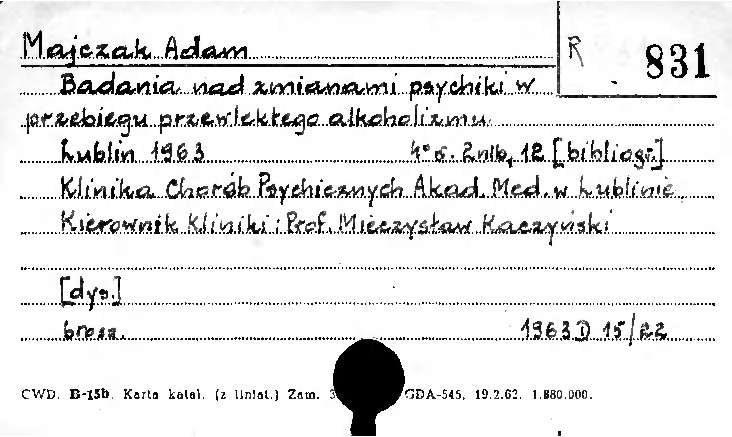 Majczak Adam
R 831
Badania nad zmianami psychiki w
przebiegu przewlekłego alkoholizmu.
Lublin 1963 4° s. 2nlb, 12 [bibliogr.]
Klinika Chorób Psychicznych Akad. Med. w Lublinie.
Kierownik Kliniki: Prof. Mieczysław Kaczyński
[dys.]
brosz. 1963 D 15/22
CWD. B-15b. Karta katal. (z liniat.) Zam. 3 GDA-545, 19.2.62. 1.880.000.